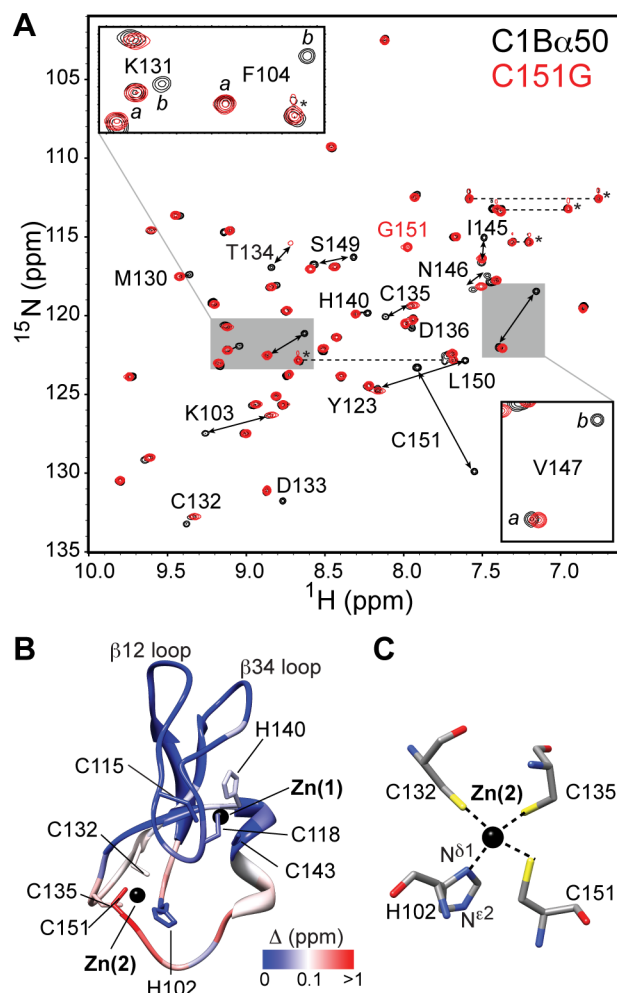 A
C1Bα50
C151G
K131
F104
a
b
a
b
*
105
110
115
120
125
130
135
¹⁵N (ppm)
G151
I145
*
*
*
T134
S149
M130
N146
H140
C135
D136
*
L150
K103
Y123
C151
D133
C132
b
V147
a
10.0 9.5 9.0 8.5 8.0 7.5 7.0
¹H (ppm)
B
β12 loop
β34 loop
H140
C115
Zn(1)
C132
C118
C135
C143
C151
Zn(2)
H102
Δ (ppm)
0 0.1 >1
C
C132
Zn(2)
C135
Nδ1
C151
H102
Nε2